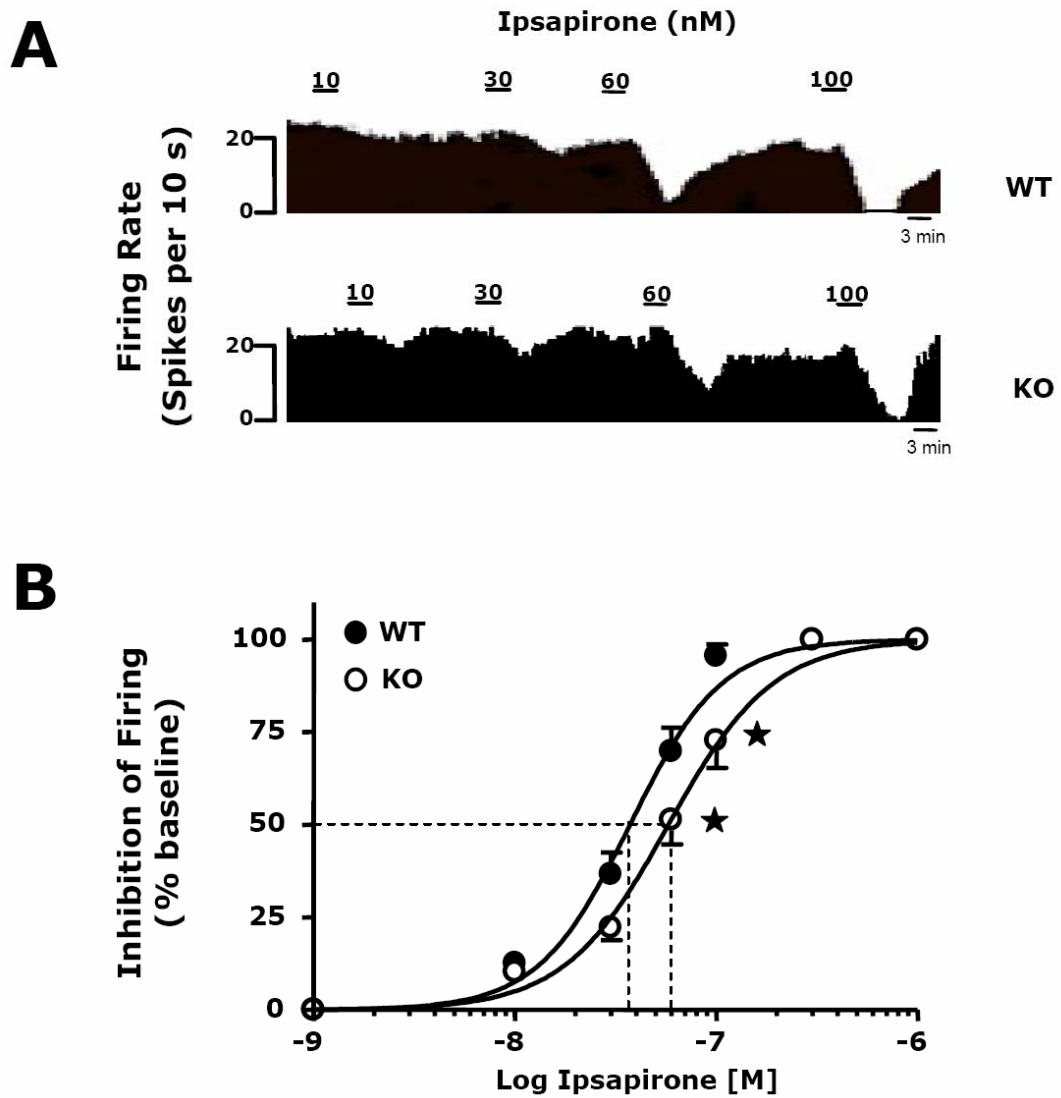 A
Ipsapirone (nM)
10 30 60 100
Firing Rate
(Spikes per 10 s)
20
0
WT
3 min
10 30 60 100
20
0
KO
3 min
B
WT
KO
Inhibition of Firing
(% baseline)
100
75
50
25
0
-9 -8 -7 -6
Log Ipsapirone [M]